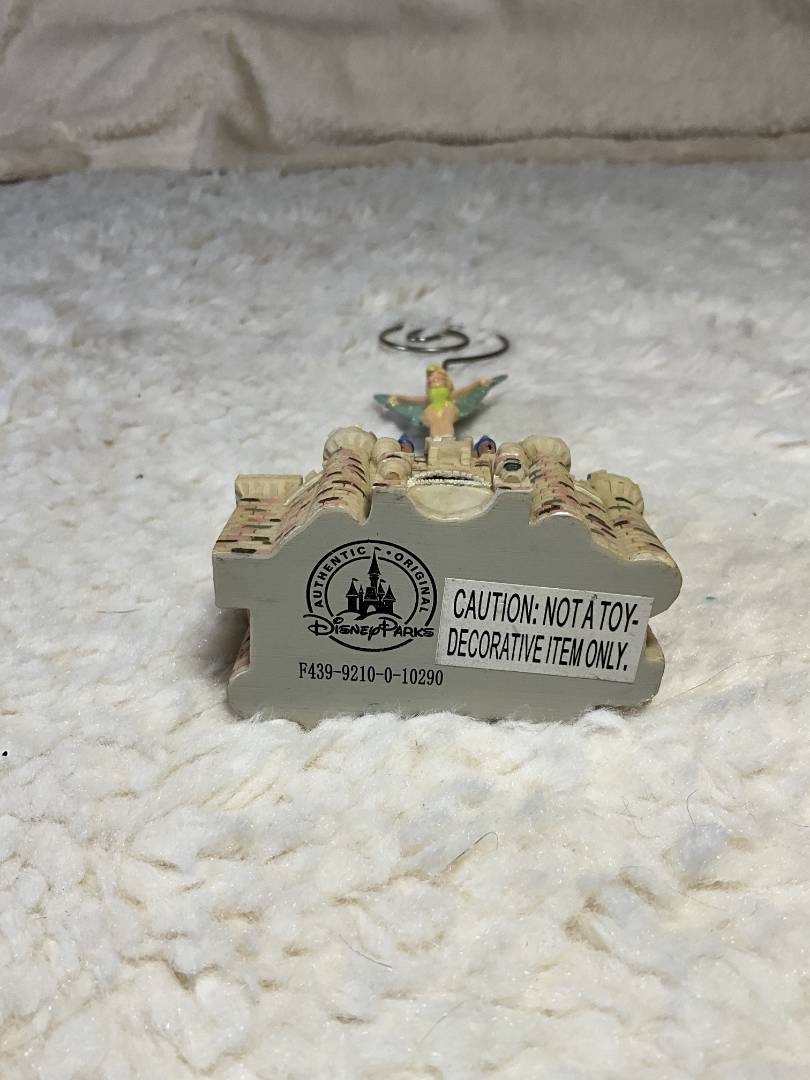 AUTHENTIC • ORIGINAL
Disney Parks
F439-9210-0-10290
CAUTION: NOT A TOY-
DECORATIVE ITEM ONLY.